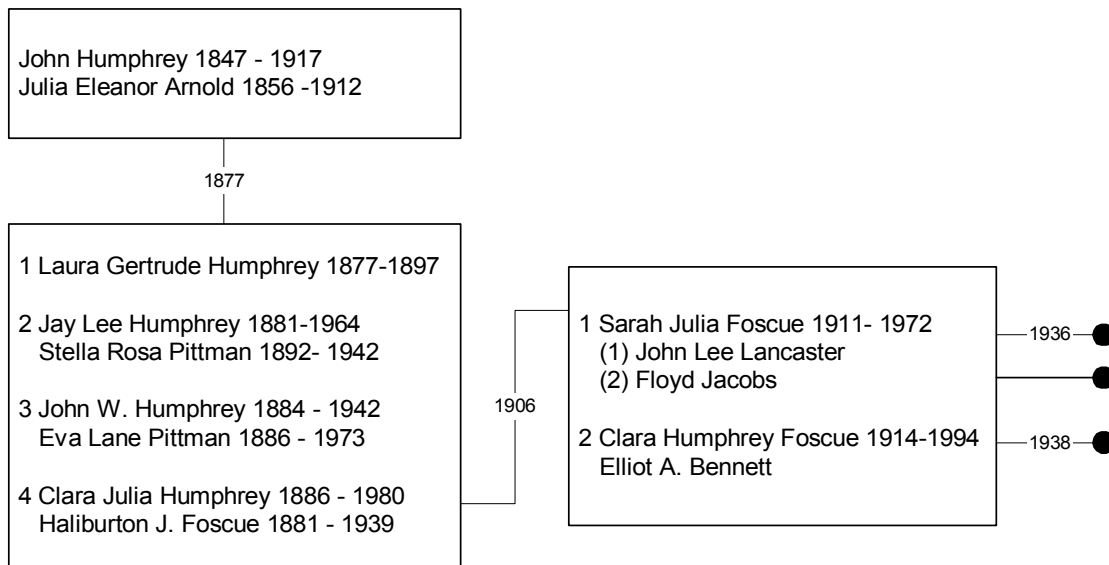 John Humphrey 1847 - 1917
Julia Eleanor Arnold 1856 -1912
1877
1 Laura Gertrude Humphrey 1877-1897
2 Jay Lee Humphrey 1881-1964
Stella Rosa Pittman 1892- 1942
3 John W. Humphrey 1884 - 1942
Eva Lane Pittman 1886 - 1973
4 Clara Julia Humphrey 1886 - 1980
Haliburton J. Foscue 1881 - 1939
1906
1 Sarah Julia Foscue 1911- 1972
(1) John Lee Lancaster
(2) Floyd Jacobs
2 Clara Humphrey Foscue 1914-1994
Elliot A. Bennett
1936
1938